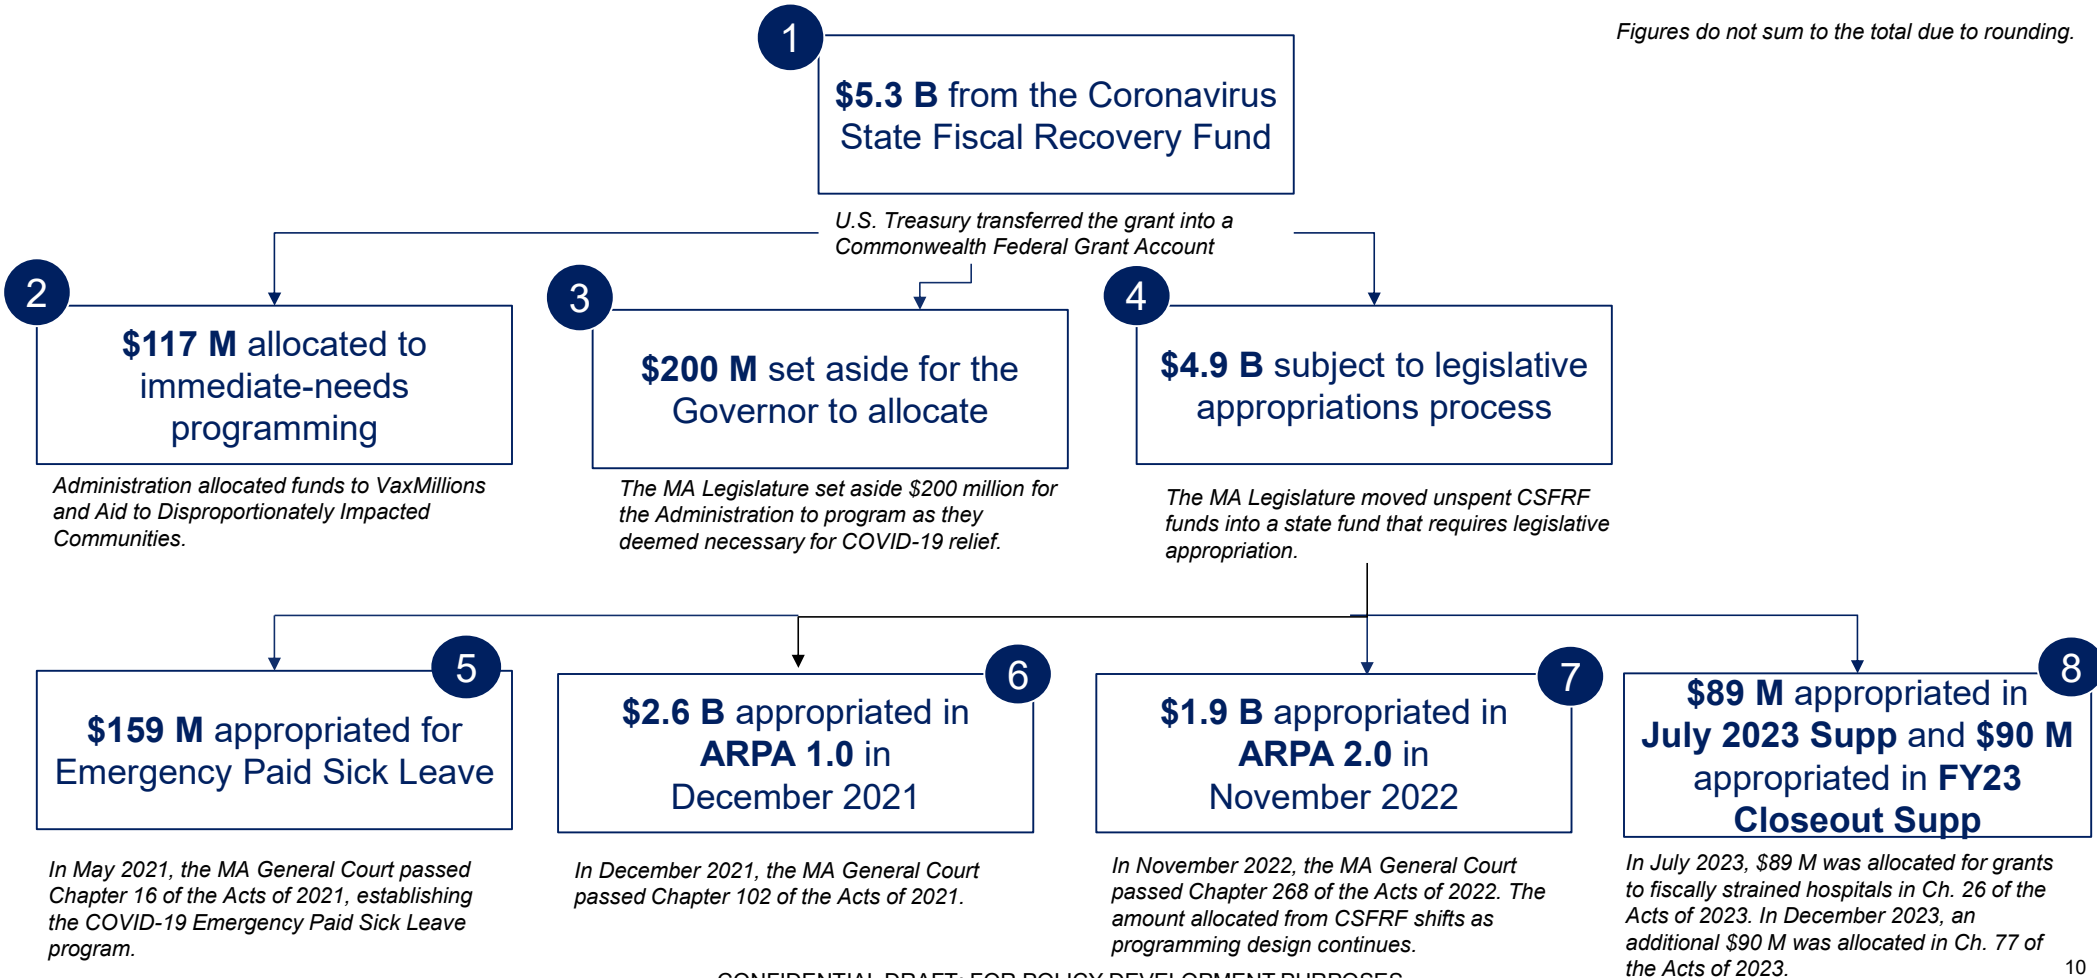 Figures do not sum to the total due to rounding.
1
$5.3 B from the Coronavirus
State Fiscal Recovery Fund
U.S. Treasury transferred the grant into a
Commonwealth Federal Grant Account
2
$117 M allocated to
immediate-needs
programming
Administration allocated funds to VaxMillions
and Aid to Disproportionately Impacted
Communities.
3
$200 M set aside for the
Governor to allocate
The MA Legislature set aside $200 million for
the Administration to program as they
deemed necessary for COVID-19 relief.
4
$4.9 B subject to legislative
appropriations process
The MA Legislature moved unspent CSFRF
funds into a state fund that requires legislative
appropriation.
5
$159 M appropriated for
Emergency Paid Sick Leave
In May 2021, the MA General Court passed
Chapter 16 of the Acts of 2021, establishing
the COVID-19 Emergency Paid Sick Leave
program.
6
$2.6 B appropriated in
ARPA 1.0 in
December 2021
In December 2021, the MA General Court
passed Chapter 102 of the Acts of 2021.
7
$1.9 B appropriated in
ARPA 2.0 in
November 2022
In November 2022, the MA General Court
passed Chapter 268 of the Acts of 2022. The
amount allocated from CSFRF shifts as
programming design continues.
8
$89 M appropriated in
July 2023 Supp and $90 M
appropriated in FY23
Closeout Supp
In July 2023, $89 M was allocated for grants
to fiscally strained hospitals in Ch. 26 of the
Acts of 2023. In December 2023, an
additional $90 M was allocated in Ch. 77 of
the Acts of 2023.
CONFIDENTIAL DRAFT: FOR POLICY DEVELOPMENT PURPOSES
10